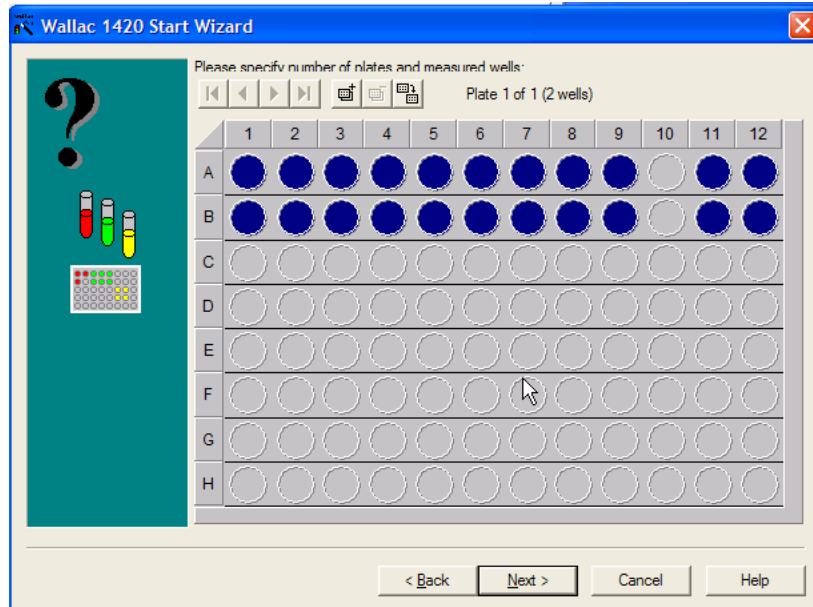 Wallac 1420 Start Wizard
Please specify number of plates and measured wells:
Plate 1 of 1 (2 wells)
1 2 3 4 5 6 7 8 9 10 11 12
A
B
C
D
E
F
G
H
< Back Next > Cancel Help